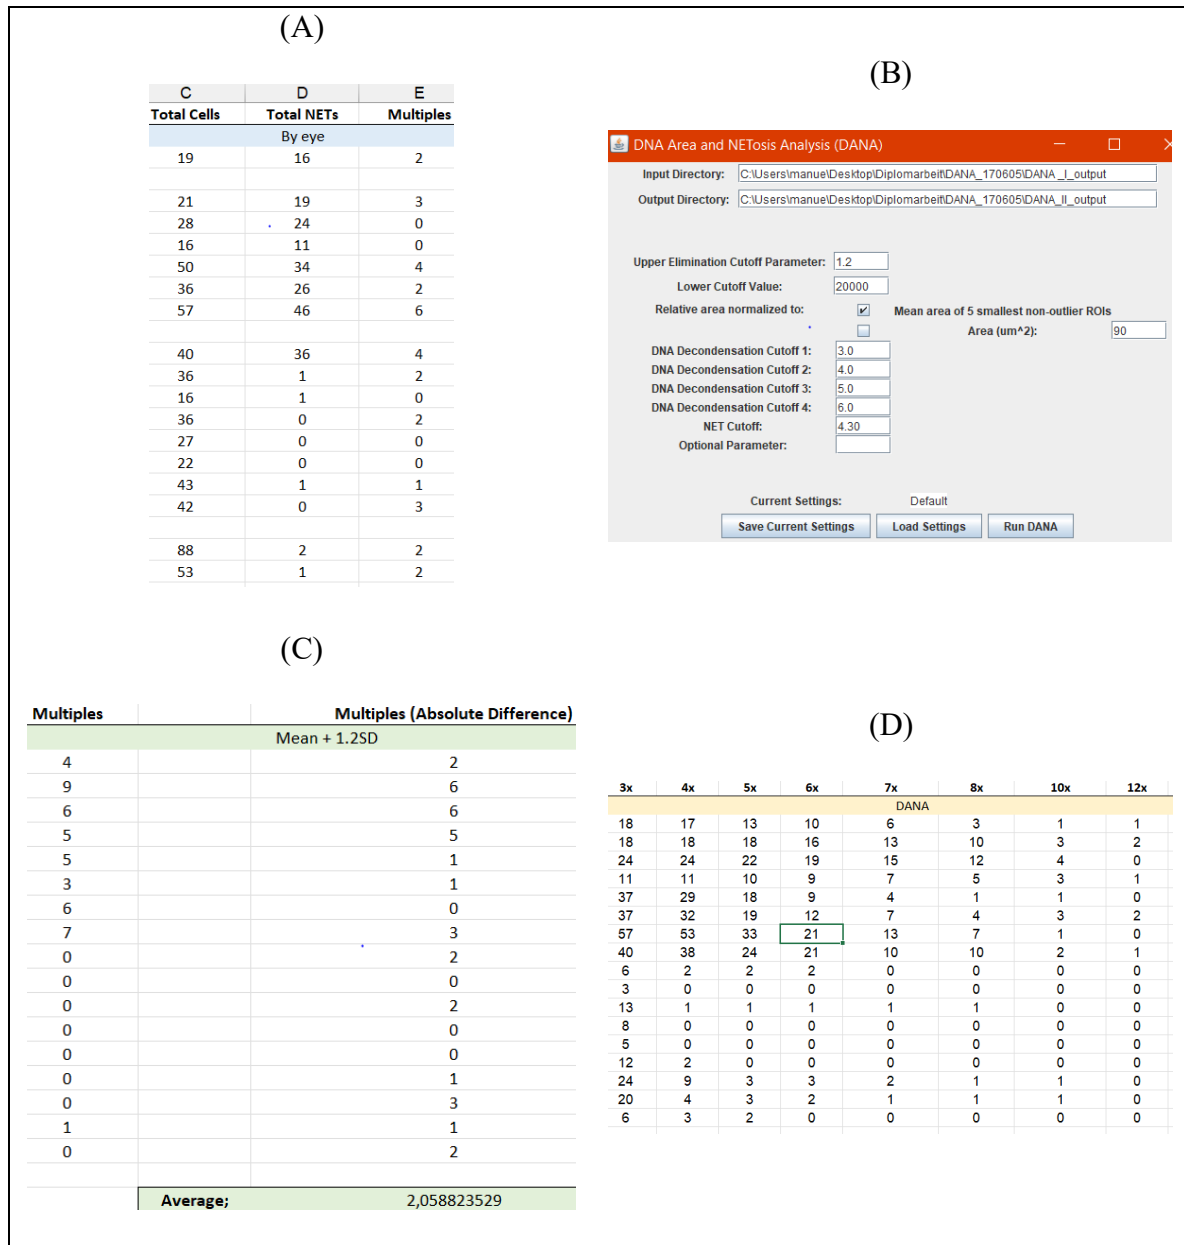 (A)
C D E
Total Cells Total NETs Multiples
By eye
19 16 2
21 19 3
28 24 0
16 11 0
50 34 4
36 26 2
57 46 6
40 36 4
36 1 2
16 1 0
36 0 2
27 0 0
22 0 0
43 1 1
42 0 3
88 2 2
53 1 2
(B)
DNA Area and NETosis Analysis (DANA)
Input Directory: C:\Users\manue\Desktop\Diplomarbeit\DANA_170605\DANA _I_output
Output Directory: C:\Users\manue\Desktop\Diplomarbeit\DANA_170605\DANA_II_output
Upper Elimination Cutoff Parameter: 1.2
Lower Cutoff Value: 20000
Relative area normalized to: Mean area of 5 smallest non-outlier ROIs
Area (um^2): 90
DNA Decondensation Cutoff 1: 3.0
DNA Decondensation Cutoff 2: 4.0
DNA Decondensation Cutoff 3: 5.0
DNA Decondensation Cutoff 4: 6.0
NET Cutoff: 4.30
Optional Parameter:
Current Settings: Default
Save Current Settings Load Settings Run DANA
(C)
Multiples Multiples (Absolute Difference)
Mean + 1.2SD
4 2
9 6
6 6
5 5
5 1
3 1
6 0
7 3
0 2
0 0
0 2
0 0
0 0
0 1
0 3
1 1
0 2
Average; 2,058823529
(D)
3x 4x 5x 6x 7x 8x 10x 12x
DANA
18 17 13 10 6 3 1 1
18 18 18 16 13 10 3 2
24 24 22 19 15 12 4 0
11 11 10 9 7 5 3 1
37 29 18 9 4 1 1 0
37 32 19 12 7 4 3 2
57 53 33 21 13 7 1 0
40 38 24 21 10 10 2 1
6 2 2 2 0 0 0 0
3 0 0 0 0 0 0 0
13 1 1 1 1 1 0 0
8 0 0 0 0 0 0 0
5 0 0 0 0 0 0 0
12 2 0 0 0 0 0 0
24 9 3 3 2 1 1 0
20 4 3 2 1 1 1 0
6 3 2 0 0 0 0 0